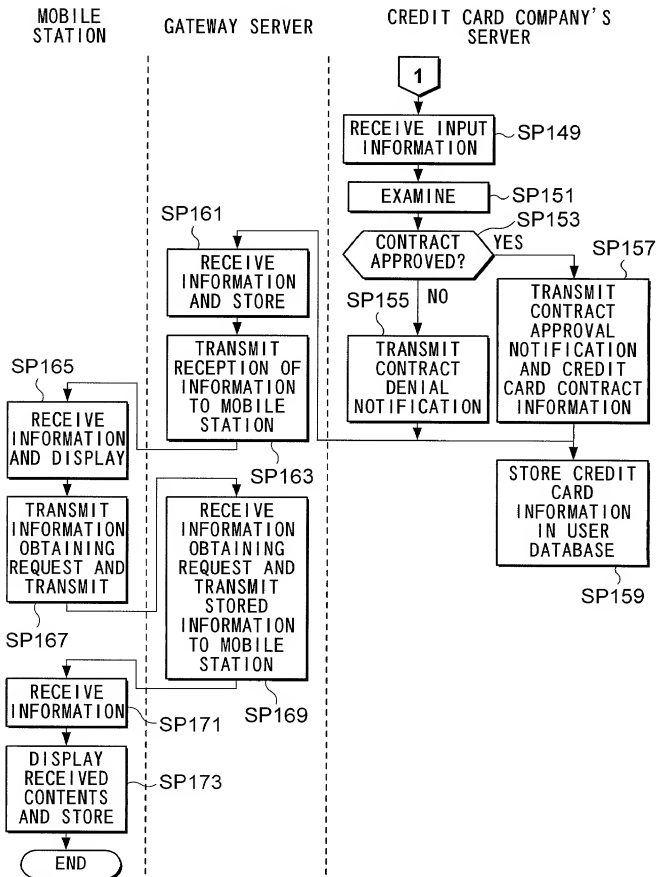 MOBILE
STATION
GATEWAY SERVER
CREDIT CARD COMPANY'S
SERVER
1
RECEIVE INPUT
INFORMATION
SP149
EXAMINE
SP151
SP153
CONTRACT
APPROVED?
YES
NO
SP155
TRANSMIT
CONTRACT
DENIAL
NOTIFICATION
SP157
TRANSMIT
CONTRACT
APPROVAL
NOTIFICATION
AND CREDIT
CARD CONTRACT
INFORMATION
STORE CREDIT
CARD
INFORMATION
IN USER
DATABASE
SP159
SP161
RECEIVE
INFORMATION
AND STORE
TRANSMIT
RECEPTION OF
INFORMATION
TO MOBILE
STATION
SP163
SP165
RECEIVE
INFORMATION
AND DISPLAY
TRANSMIT
INFORMATION
OBTAINING
REQUEST AND
TRANSMIT
SP167
RECEIVE
INFORMATION
OBTAINING
REQUEST AND
TRANSMIT
STORED
INFORMATION
TO MOBILE
STATION
SP169
RECEIVE
INFORMATION
SP171
DISPLAY
RECEIVED
CONTENTS
AND STORE
SP173
END